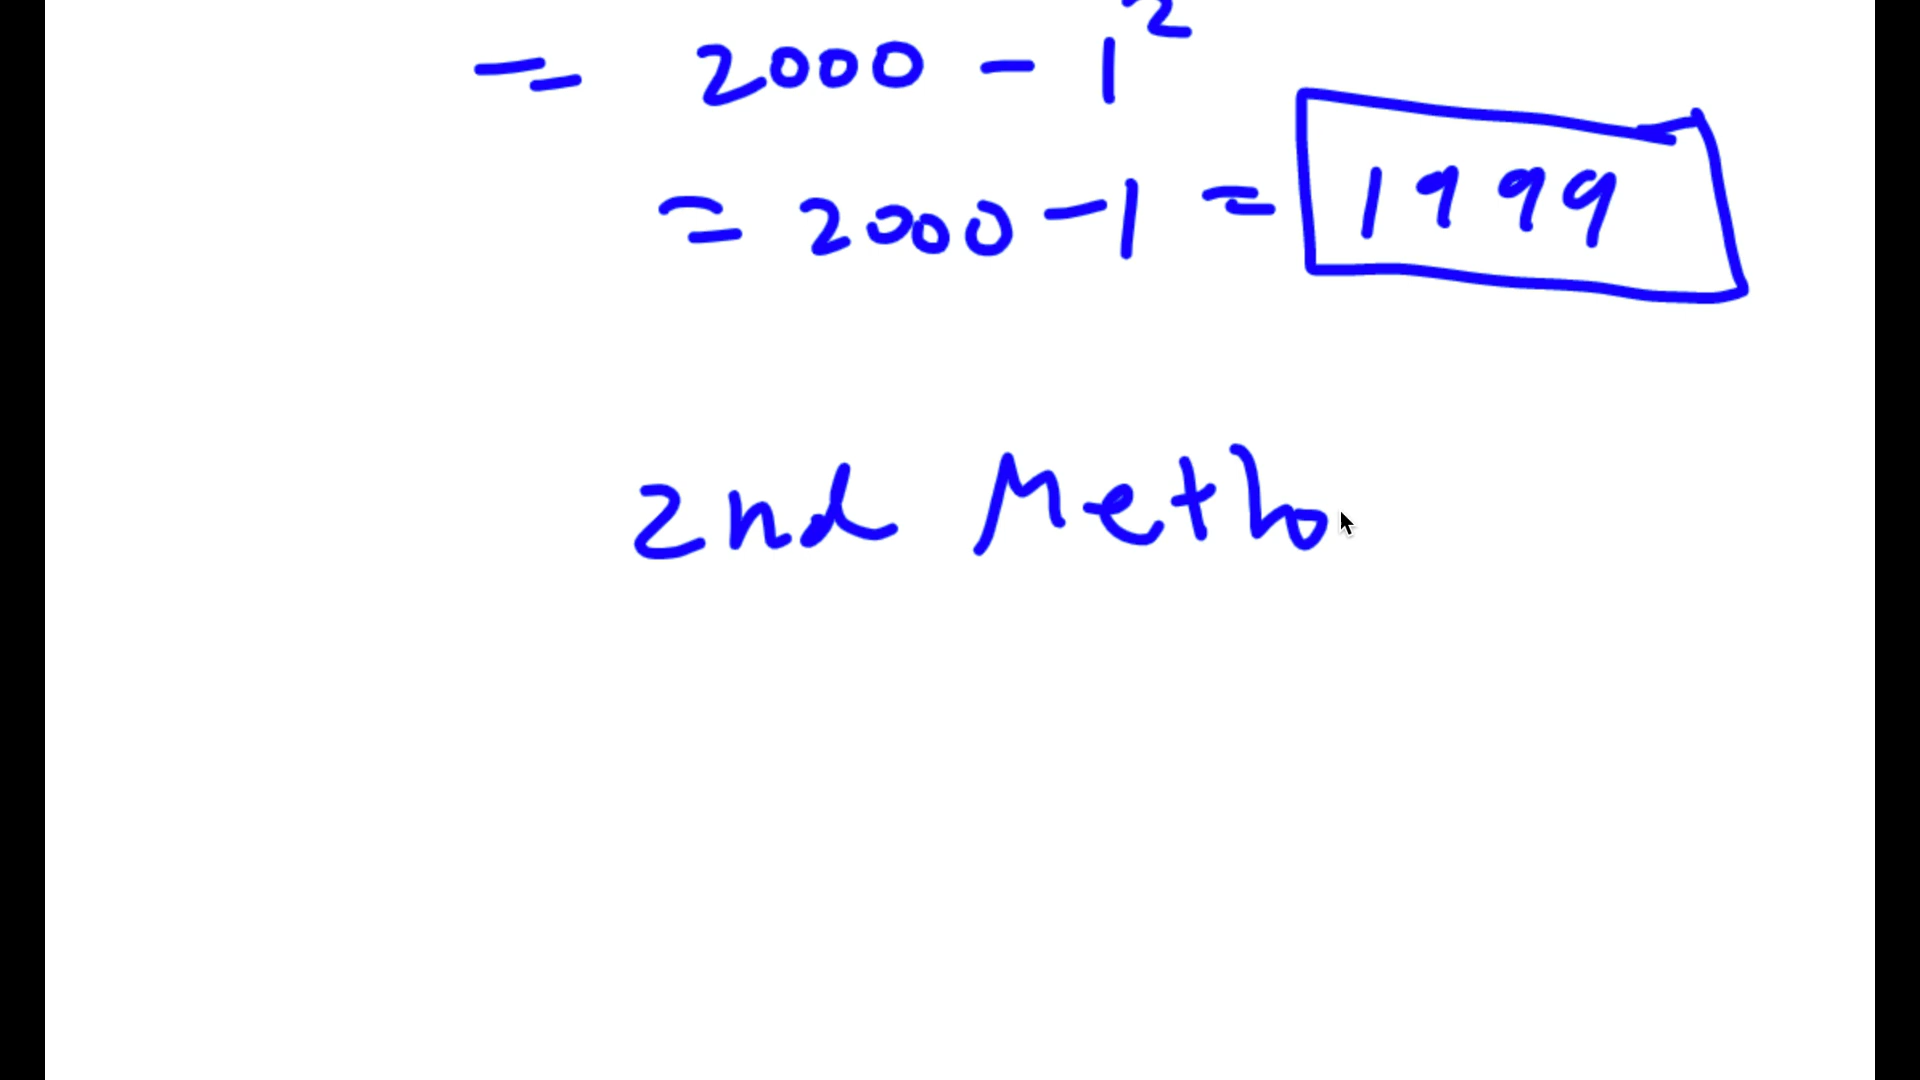 = 2000 - 1²
= 2000 - 1 = 1999
2nd Metho